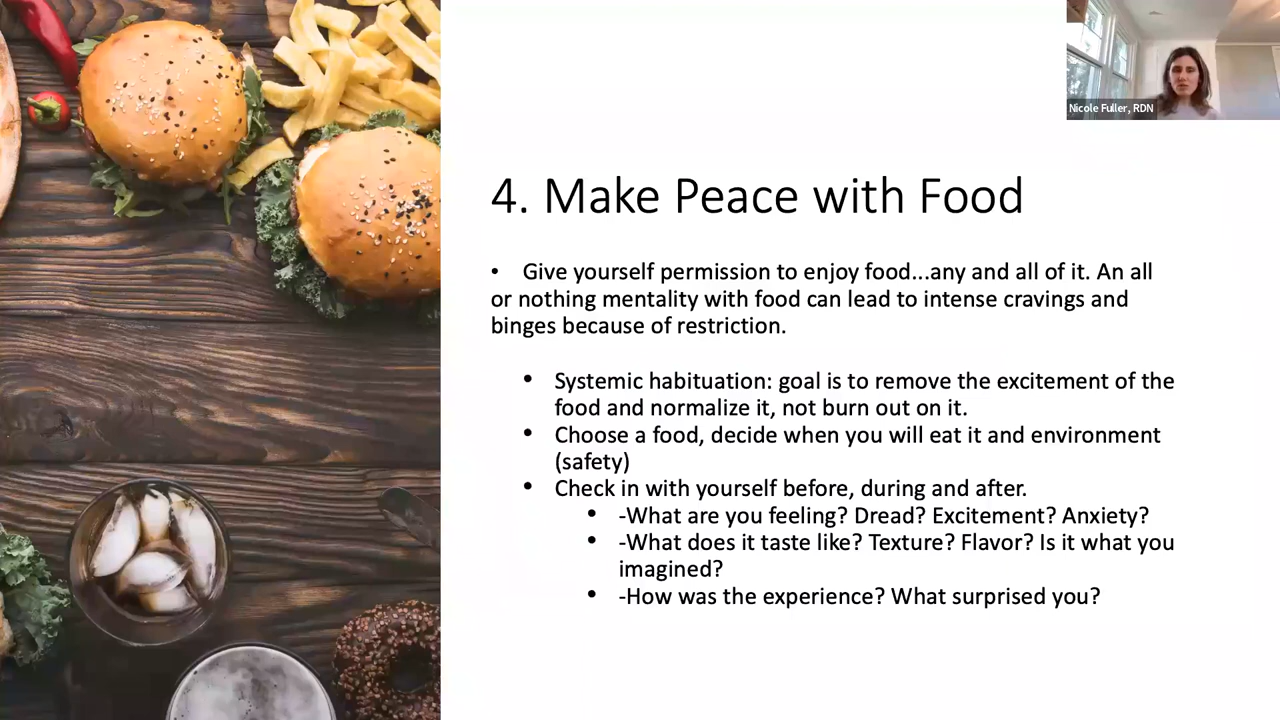 Nicole Fuller, RDN
4. Make Peace with Food
• Give yourself permission to enjoy food...any and all of it. An all
or nothing mentality with food can lead to intense cravings and
binges because of restriction.
• Systemic habituation: goal is to remove the excitement of the
food and normalize it, not burn out on it.
• Choose a food, decide when you will eat it and environment
(safety)
• Check in with yourself before, during and after.
• -What are you feeling? Dread? Excitement? Anxiety?
• -What does it taste like? Texture? Flavor? Is it what you
imagined?
• -How was the experience? What surprised you?